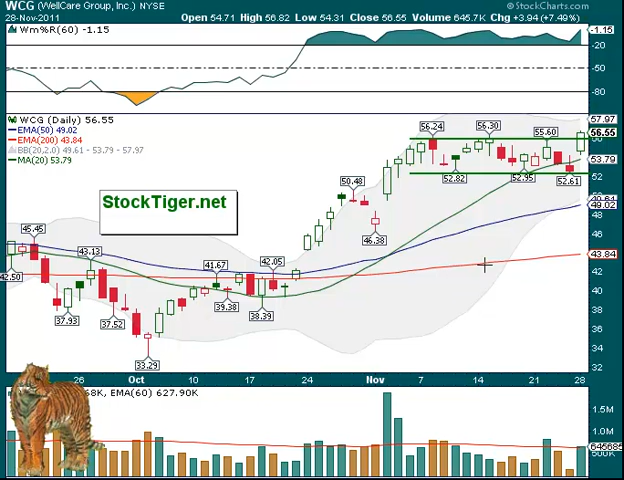 WCG (WellCare Group, Inc.) NYSE
© StockCharts.com
28-Nov-2011
Open 54.71 High 56.82 Low 54.31 Close 56.55 Volume 645.7K Chg +3.94 (+7.49%)
Wm%R(60) -1.15
-1.15
-20
-50
-80
WCG (Daily) 56.55
EMA(50) 49.02
EMA(200) 43.84
BB(20,2.0) 49.61 - 53.79 - 57.97
MA(20) 53.79
StockTiger.net
57.97
56.55
53.79
49.02
48
46
43.84
42
40
38
36
34
32
45.45
42.50
37.93
43.13
37.52
33.29
41.67
39.38
38.39
42.05
50.48
46.38
56.24
52.82
56.30
52.95
55.60
52.61
26
Oct
10
17
24
Nov
7
14
21
28
68K, EMA(60) 627.90K
1.5M
1.0M
500K